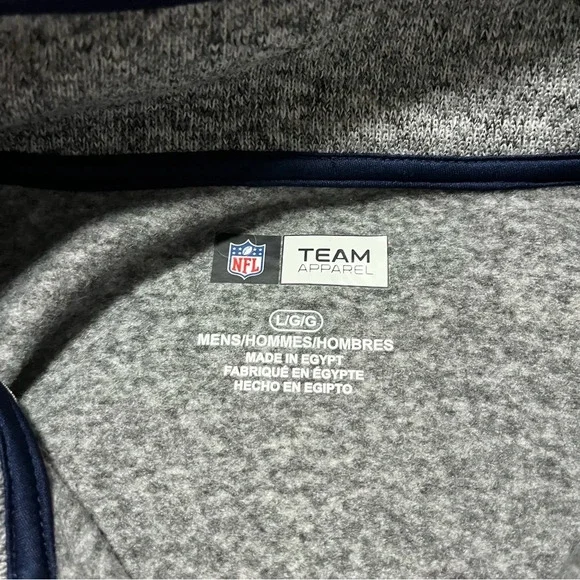 NFL
TEAM
APPAREL
L/G/G
MENS/HOMMES/HOMBRES
MADE IN EGYPT
FABRIQUÉ EN ÉGYPTE
HECHO EN EGIPTO